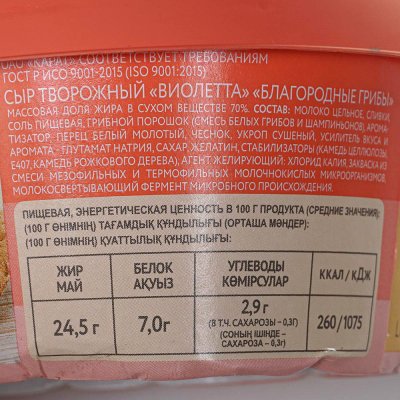 ОАО «КАРАТ» СООТВЕТСТВУЕТ ТРЕБОВАНИЯМ
ГОСТ Р ИСО 9001-2015 (ISO 9001:2015)
СЫР ТВОРОЖНЫЙ «ВИОЛЕТТА» «БЛАГОРОДНЫЕ ГРИБЫ»
МАССОВАЯ ДОЛЯ ЖИРА В СУХОМ ВЕЩЕСТВЕ 70%. СОСТАВ: МОЛОКО ЦЕЛЬНОЕ, СЛИВКИ,
СОЛЬ ПИЩЕВАЯ, ГРИБНОЙ ПОРОШОК (СМЕСЬ БЕЛЫХ ГРИБОВ И ШАМПИНЬОНОВ), АРОМА-
ТИЗАТОР, ПЕРЕЦ БЕЛЫЙ МОЛОТЫЙ, ЧЕСНОК, УКРОП СУШЕНЫЙ, УСИЛИТЕЛЬ ВКУСА И
АРОМАТА - ГЛУТАМАТ НАТРИЯ, САХАР, ЖЕЛАТИН, СТАБИЛИЗАТОРЫ (КАМЕДЬ ЦЕЛЛЮЛОЗЫ,
Е407, КАМЕДЬ РОЖКОВОГО ДЕРЕВА), АГЕНТ ЖЕЛИРУЮЩИЙ: ХЛОРИД КАЛИЯ, ЗАКВАСКА ИЗ
СМЕСИ МЕЗОФИЛЬНЫХ И ТЕРМОФИЛЬНЫХ МОЛОЧНОКИСЛЫХ МИКРООРГАНИЗМОВ,
МОЛОКОСВЕРТЫВАЮЩИЙ ФЕРМЕНТ МИКРОБНОГО ПРОИСХОЖДЕНИЯ.
ПИЩЕВАЯ, ЭНЕРГЕТИЧЕСКАЯ ЦЕННОСТЬ В 100 Г ПРОДУКТА (СРЕДНИЕ ЗНАЧЕНИЯ):
(100 Г ӨНІМНІҢ) ТАҒАМДЫҚ ҚҰНДЫЛЫҒЫ (ОРТАША МӘНДЕР):
(100 Г ӨНІМНІҢ) ҚУАТТЫЛЫҚ ҚҰНДЫЛЫҒЫ:
ЖИР
МАЙ
БЕЛОК
АҚУЫЗ
УГЛЕВОДЫ
КӨМІРСУЛАР
ККАЛ / кДж
24,5 г
7,0г
2,9 г
(В Т.Ч. САХАРОЗЫ – 0,3Г)
(СОНЫҢ ІШІНДЕ –
САХАРОЗА – 0,3г)
260/1075